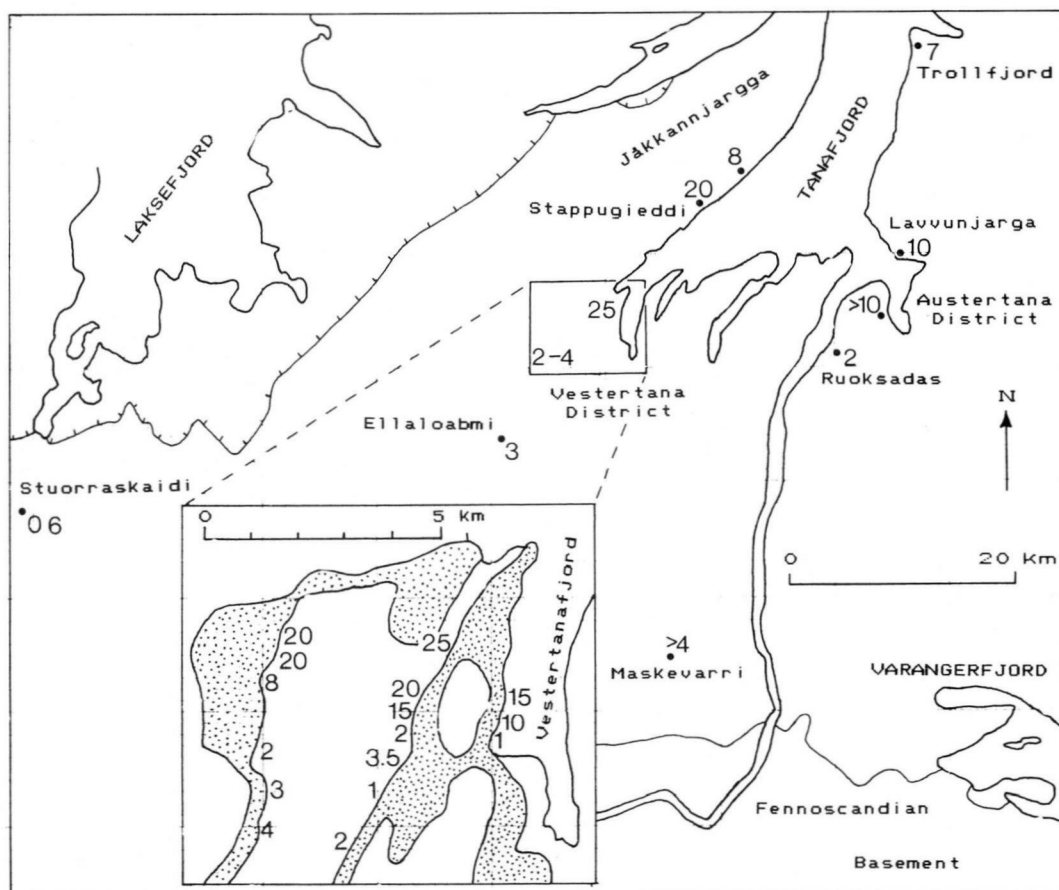 7
Trollfjord
LAKSEFJORD
Jåkkannjargga
TANAFJORD
8
20
Stappugieddi
Lavvunjarga
10
25
>10
Austertana
District
2-4
2
Vestertana
District
Ruoksadas
N
Ellaloabmi
3
Stuorraskaidi
06
0 5 Km
0 20 Km
Vestertanafjord
20
20
25
8
20
15
15
10
2
2
1
3.5
3
1
4
2
>4
Maskevarri
VARANGERFJORD
Fennoscandian
Basement